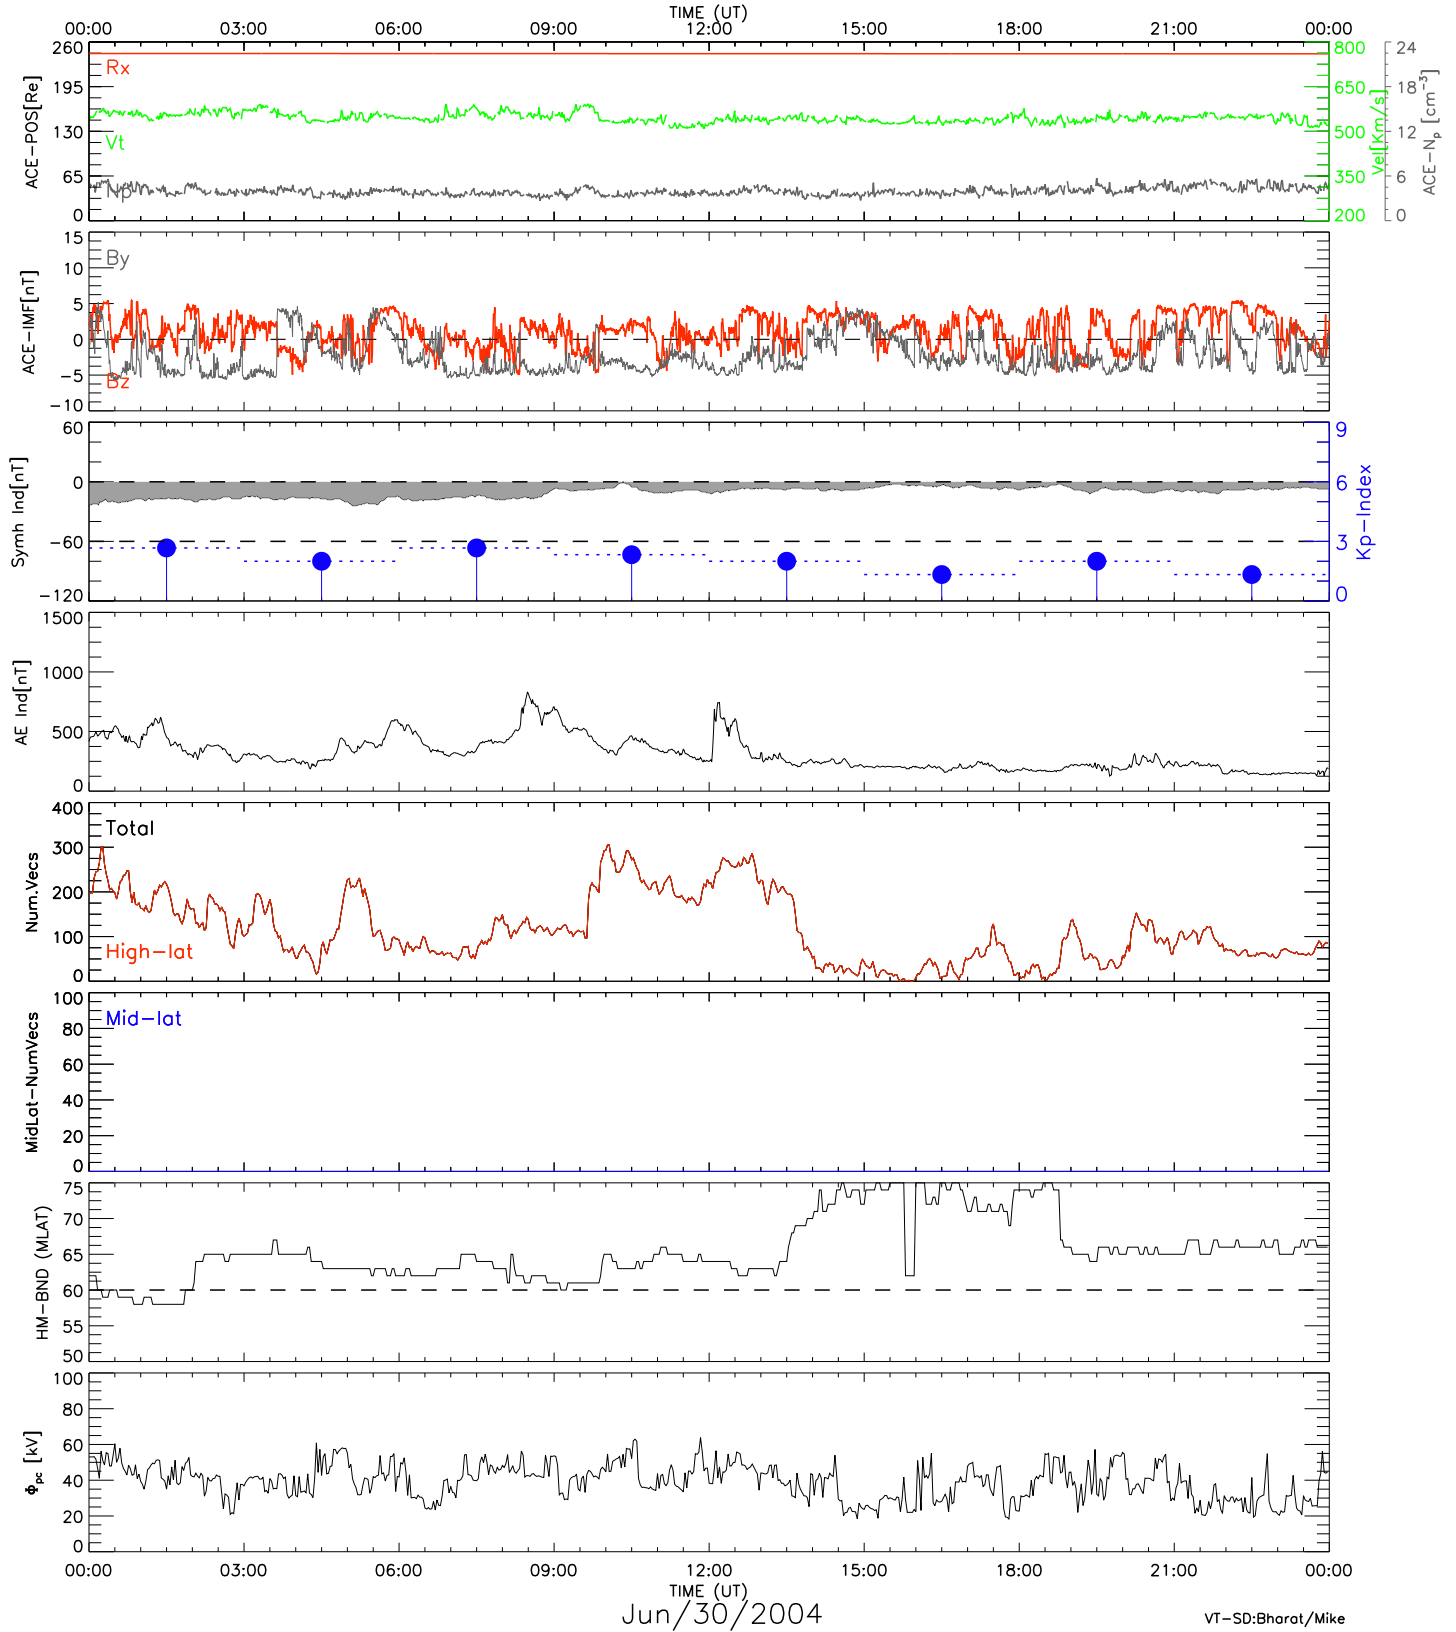 TIME (UT)
00:00 03:00 06:00 09:00 12:00 15:00 18:00 21:00 00:00
260 195 130 65 0
ACE-POS[Re]
Rx
Vt
Np
800 650 500 350 200
Vel[Km/s]
24 18 12 6 0
ACE-Np [cm-3]
15 10 5 0 -5 -10
ACE-IMF[nT]
By
Bz
60 0 -60 -120
Symh Ind[nT]
9 6 3 0
Kp-Index
1500 1000 500 0
AE Ind[nT]
400 300 200 100 0
Num.Vecs
Total
High-lat
100 80 60 40 20 0
MidLat-NumVecs
Mid-lat
75 70 65 60 55 50
HM-BND (MLAT)
100 80 60 40 20 0
Φpc [kV]
00:00 03:00 06:00 09:00 12:00 15:00 18:00 21:00 00:00
TIME (UT)
Jun/30/2004
VT-SD:Bharat/Mike